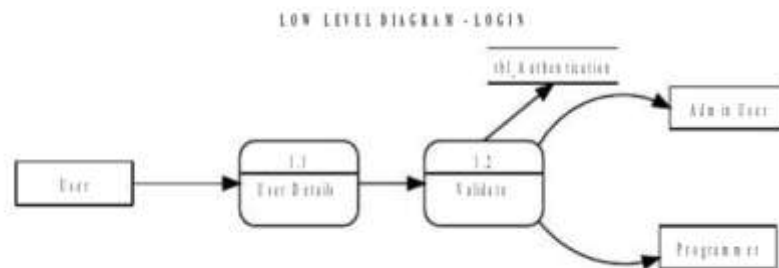 LOW LEVEL DIAGRAM - LOGIN
tbl_Authentication
Admin User
1.1
1.2
User
User Details
Validate
Programmer